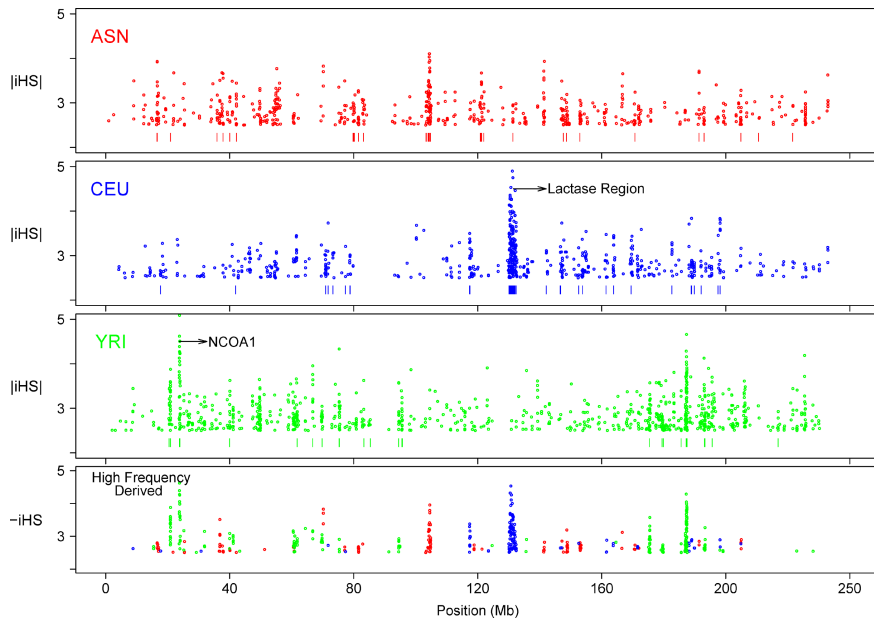 5
ASN
|iHS|
3
5
CEU
Lactase Region
|iHS|
3
5
YRI
NCOA1
|iHS|
3
5
High Frequency
Derived
−iHS
3
0 40 80 120 160 200 250
Position (Mb)